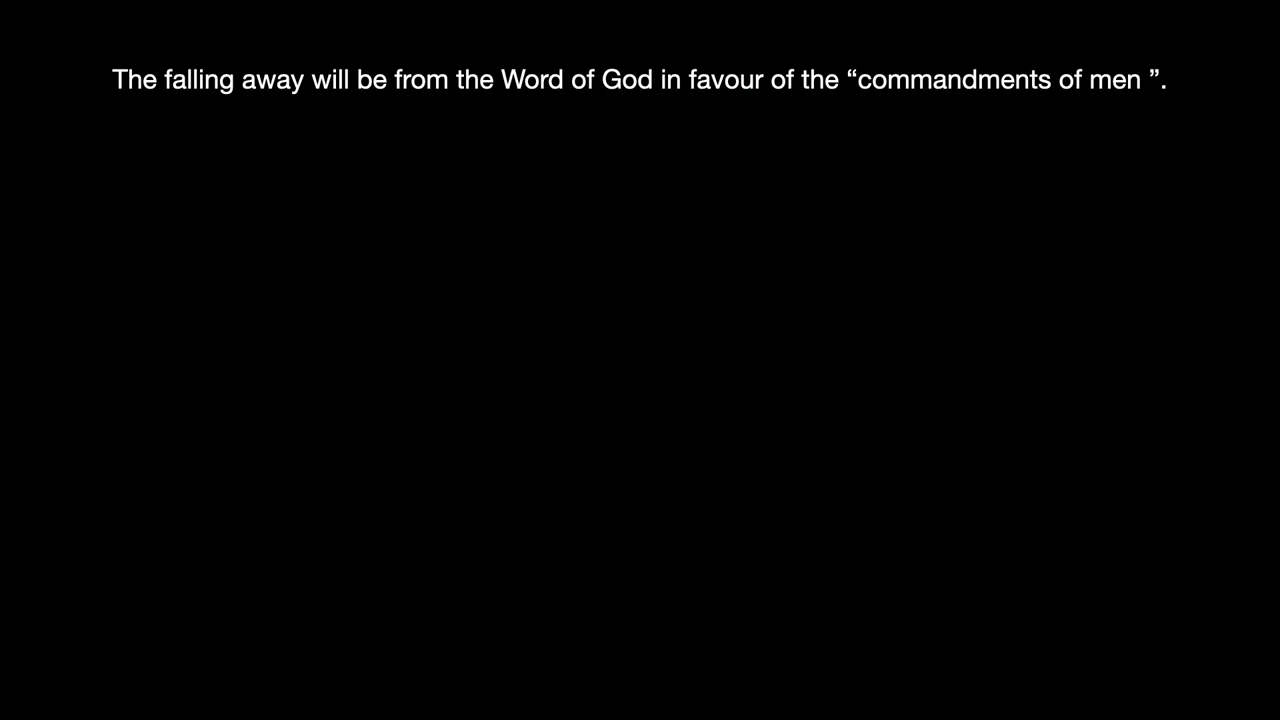 The falling away will be from the Word of God in favour of the “commandments of men ”.